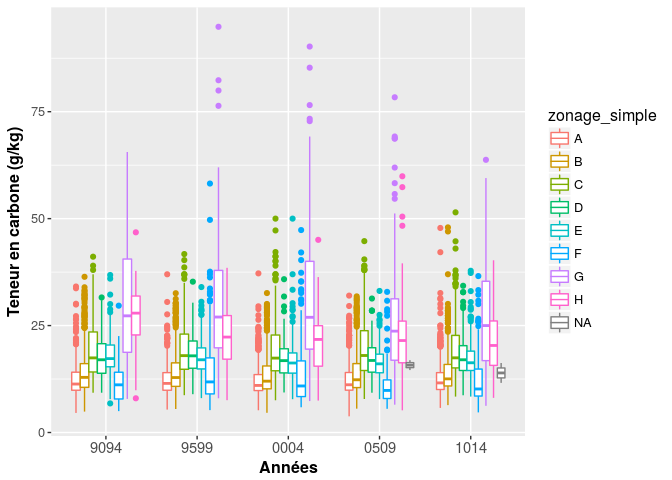 Teneur en carbone (g/kg)
75
50
25
0
9094 9599 0004 0509 1014
Années
zonage_simple
A
B
C
D
E
F
G
H
NA